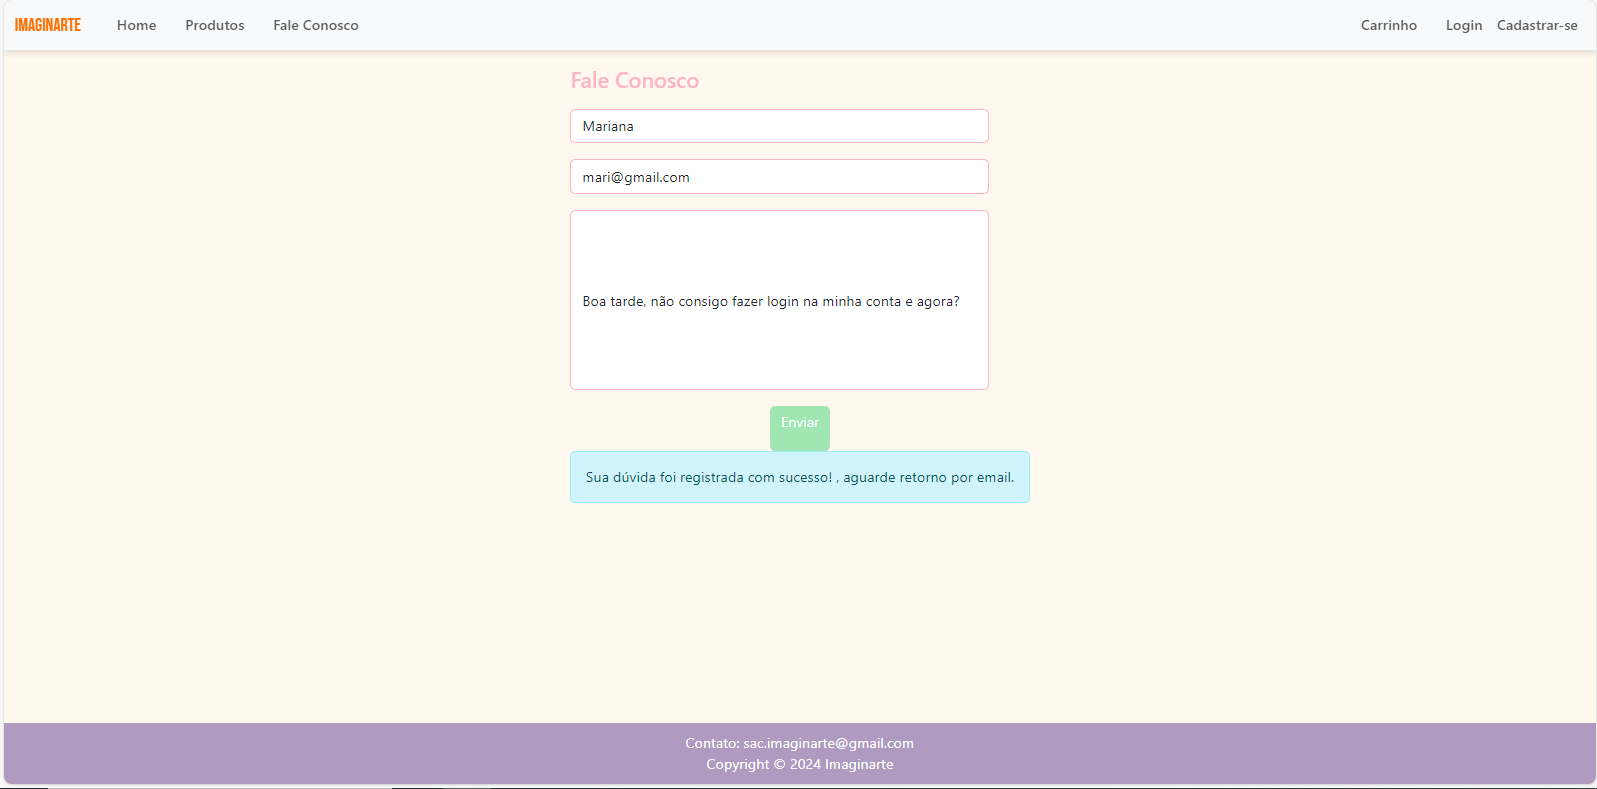 IMAGINARTE Home Produtos Fale Conosco Carrinho Login Cadastrar-se
Fale Conosco
Mariana
mari@gmail.com
Boa tarde, não consigo fazer login na minha conta e agora?
Enviar
Sua dúvida foi registrada com sucesso! , aguarde retorno por email.
Contato: sac.imaginarte@gmail.com
Copyright © 2024 Imaginarte